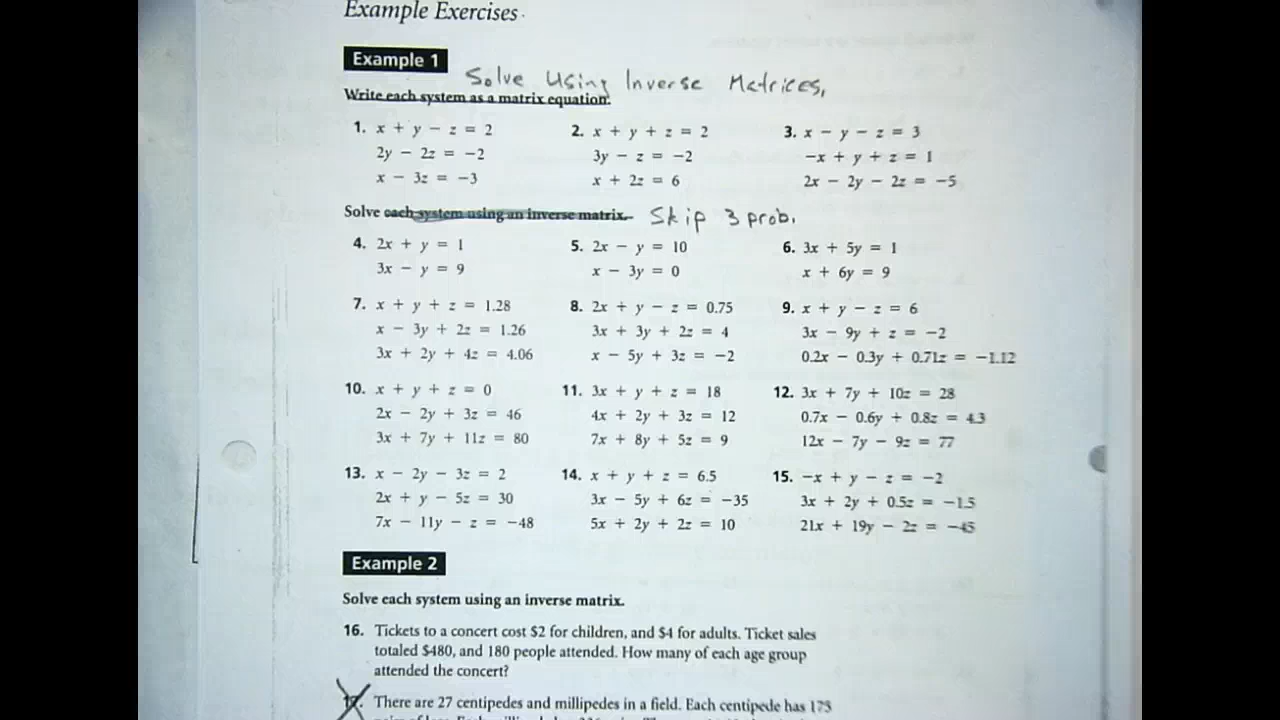 Example Exercises
Example 1
Solve Using Inverse Matrices,
Write each system as a matrix equation.
1. x + y − z = 2
2y − 2z = −2
x − 3z = −3
2. x + y + z = 2
3y − z = −2
x + 2z = 6
3. x − y − z = 3
−x + y + z = 1
2x − 2y − 2z = −5
Solve each system using an inverse matrix. Skip 3 prob.
4. 2x + y = 1
3x − y = 9
5. 2x − y = 10
x − 3y = 0
6. 3x + 5y = 1
x + 6y = 9
7. x + y + z = 1.28
x − 3y + 2z = 1.26
3x + 2y + 4z = 4.06
8. 2x + y − z = 0.75
3x + 3y + 2z = 4
x − 5y + 3z = −2
9. x + y − z = 6
3x − 9y + z = −2
0.2x − 0.3y + 0.71z = −1.12
10. x + y + z = 0
2x − 2y + 3z = 46
3x + 7y + 11z = 80
11. 3x + y + z = 18
4x + 2y + 3z = 12
7x + 8y + 5z = 9
12. 3x + 7y + 10z = 28
0.7x − 0.6y + 0.8z = 4.3
12x − 7y − 9z = 77
13. x − 2y − 3z = 2
2x + y − 5z = 30
7x − 11y − z = −48
14. x + y + z = 6.5
3x − 5y + 6z = −35
5x + 2y + 2z = 10
15. −x + y − z = −2
3x + 2y + 0.5z = −1.5
21x + 19y − 2z = −45
Example 2
Solve each system using an inverse matrix.
16. Tickets to a concert cost $2 for children, and $4 for adults. Ticket sales
totaled $480, and 180 people attended. How many of each age group
attended the concert?
17. There are 27 centipedes and millipedes in a field. Each centipede has 175